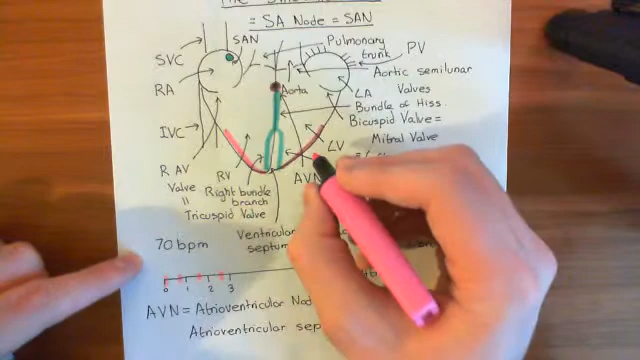 = SA Node = SAN
SAN
SVC
RA
IVC
R AV
Valve
"
Tricuspid Valve
RV
Right bundle
branch
Aorta
Pulmonary
trunk
PV
Aortic semilunar
Valves
LA
Bundle of Hiss.
Bicuspid Valve =
Mitral Valve
LV
AVN
Ventricular
septum
70 bpm
0 1 2 3
AVN = Atrioventricular Node
Atrioventricular sep